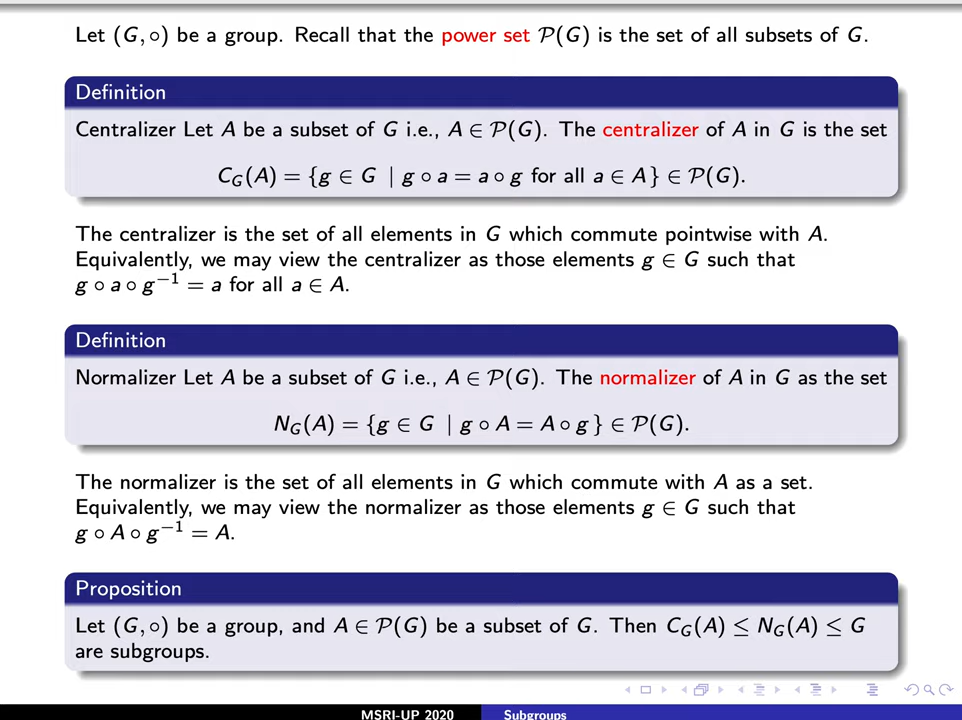 Let (G, ∘) be a group. Recall that the power set 𝒫(G) is the set of all subsets of G.
Definition
Centralizer Let A be a subset of G i.e., A ∈ 𝒫(G). The centralizer of A in G is the set
C_G(A) = {g ∈ G | g ∘ a = a ∘ g for all a ∈ A} ∈ 𝒫(G).
The centralizer is the set of all elements in G which commute pointwise with A.
Equivalently, we may view the centralizer as those elements g ∈ G such that
g ∘ a ∘ g⁻¹ = a for all a ∈ A.
Definition
Normalizer Let A be a subset of G i.e., A ∈ 𝒫(G). The normalizer of A in G as the set
N_G(A) = {g ∈ G | g ∘ A = A ∘ g} ∈ 𝒫(G).
The normalizer is the set of all elements in G which commute with A as a set.
Equivalently, we may view the normalizer as those elements g ∈ G such that
g ∘ A ∘ g⁻¹ = A.
Proposition
Let (G, ∘) be a group, and A ∈ 𝒫(G) be a subset of G. Then C_G(A) ≤ N_G(A) ≤ G
are subgroups.
MSRI-UP 2020 Subgroups